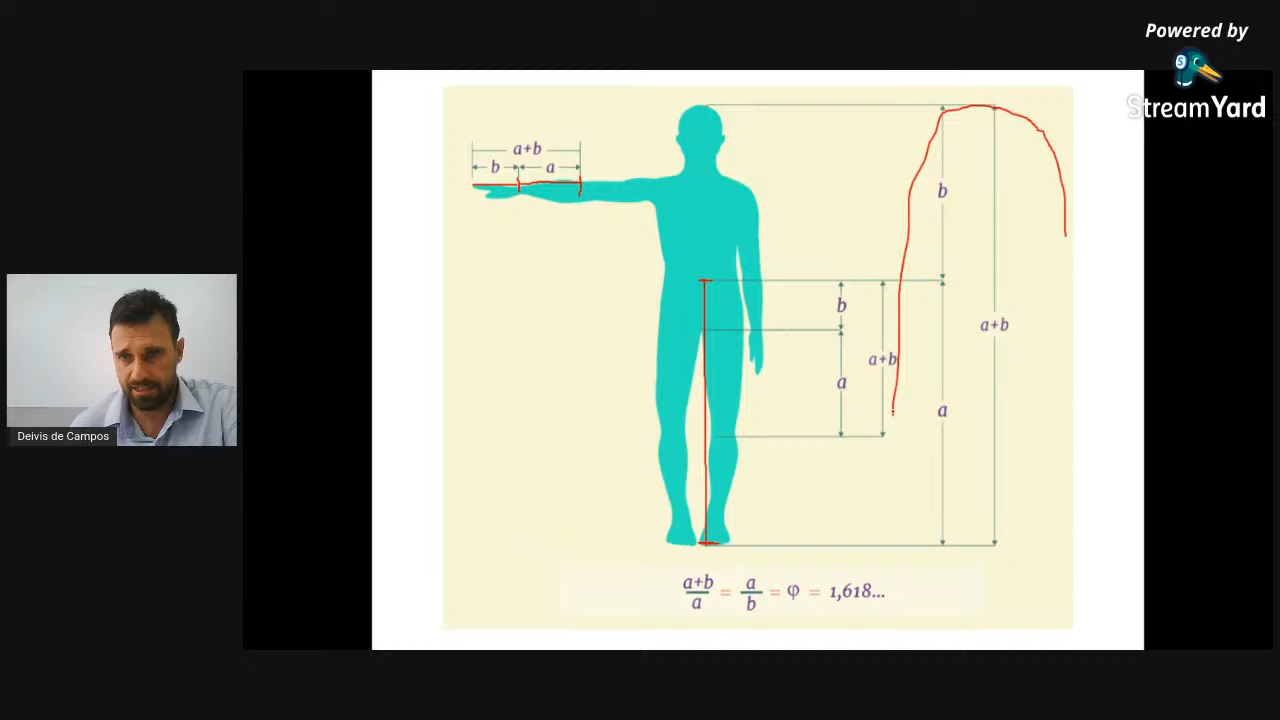 Powered by
StreamYard
a+b
b
a
b
b
a+b
a+b
a
a
a+b/a = a/b = φ = 1,618...
Deivis de Campos